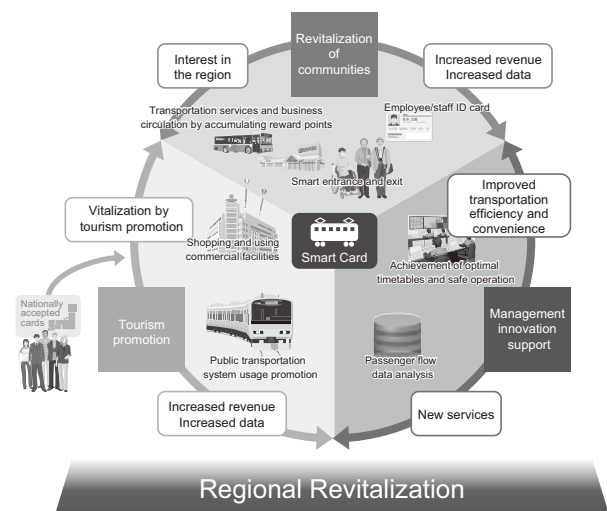 Revitalization
of
communities
Interest in
the region
Increased revenue
Increased data
Transportation services and business
circulation by accumulating reward points
Employee/staff ID card
Smart entrance and exit
Vitalization by
tourism promotion
Improved
transportation
efficiency and
convenience
Shopping and using
commercial facilities
Smart Card
Achievement of optimal
timetables and safe operation
Nationally
accepted
cards
Tourism
promotion
Management
innovation
support
Public transportation
system usage promotion
Passenger flow
data analysis
Increased revenue
Increased data
New services
Regional Revitalization